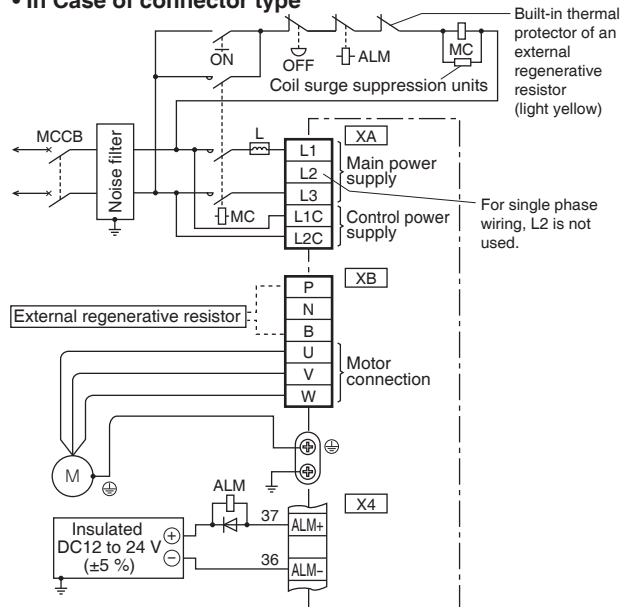 • In Case of connector type
Built-in thermal
protector of an
external
regenerative
resistor
(light yellow)
ON
OFF
ALM
MC
Coil surge suppression units
MCCB
Noise filter
L
MC
XA
L1
L2
L3
L1C
L2C
Main power
supply
Control power
supply
For single phase
wiring, L2 is not
used.
XB
P
N
B
U
V
W
External regenerative resistor
Motor
connection
M
ALM
X4
Insulated
DC12 to 24 V
(±5 %)
+
−
37
ALM+
36
ALM−